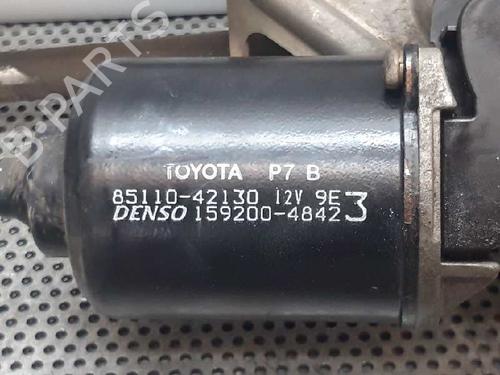 B-PARTS
TOYOTA P7 B
85110-42130 12V 9E
DENSO 159200-4842 3